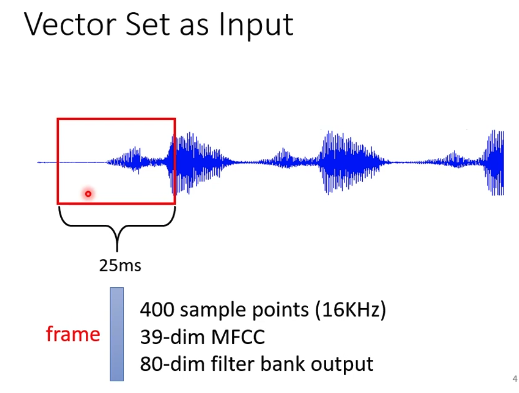 Vector Set as Input
25ms
400 sample points (16KHz)
39-dim MFCC
frame
80-dim filter bank output
4